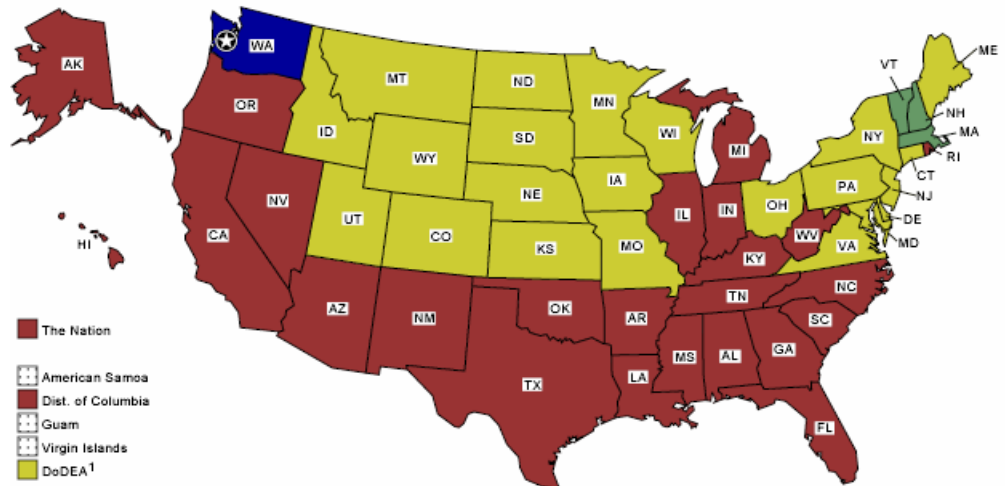 AK
WA
VT
ME
MT
ND
MN
OR
NH
ID
SD
WI
NY
MA
WY
MI
RI
IA
PA
CT
NE
NJ
NV
UT
IL
IN
OH
DE
HI
CA
CO
KS
MO
WV
VA
MD
KY
NC
TN
AZ
NM
OK
AR
SC
MS
AL
GA
TX
LA
FL
The Nation
American Samoa
Dist. of Columbia
Guam
Virgin Islands
DoDEA1